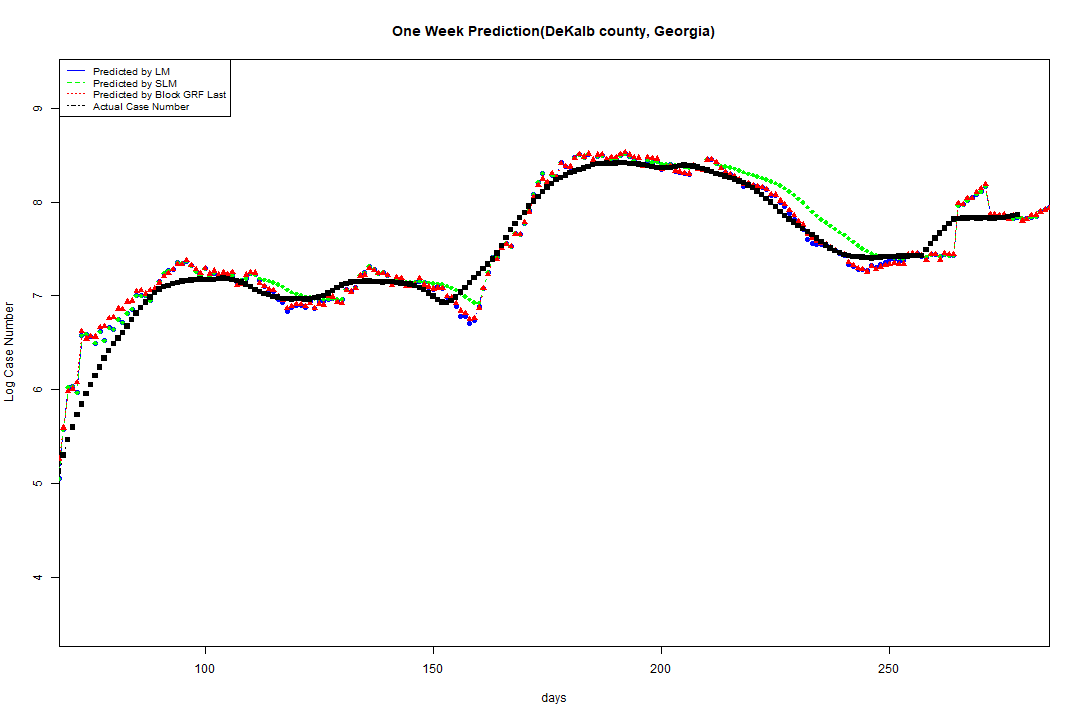 One Week Prediction(DeKalb county, Georgia)
Predicted by LM
Predicted by SLM
Predicted by Block GRF Last
Actual Case Number
9
8
7
6
5
4
Log Case Number
100 150 200 250
days